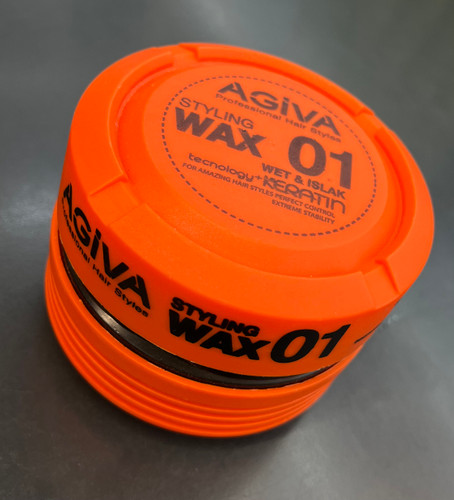 AGiVA
Professional Hair Styles
STYLING
WAX 01
WET & ISLAK
tecnology+KERATIN
FOR AMAZING HAIR STYLES PERFECT CONTROL
EXTREME STABILITY
AGiVA
Professional Hair Styles
STYLING
WAX 01